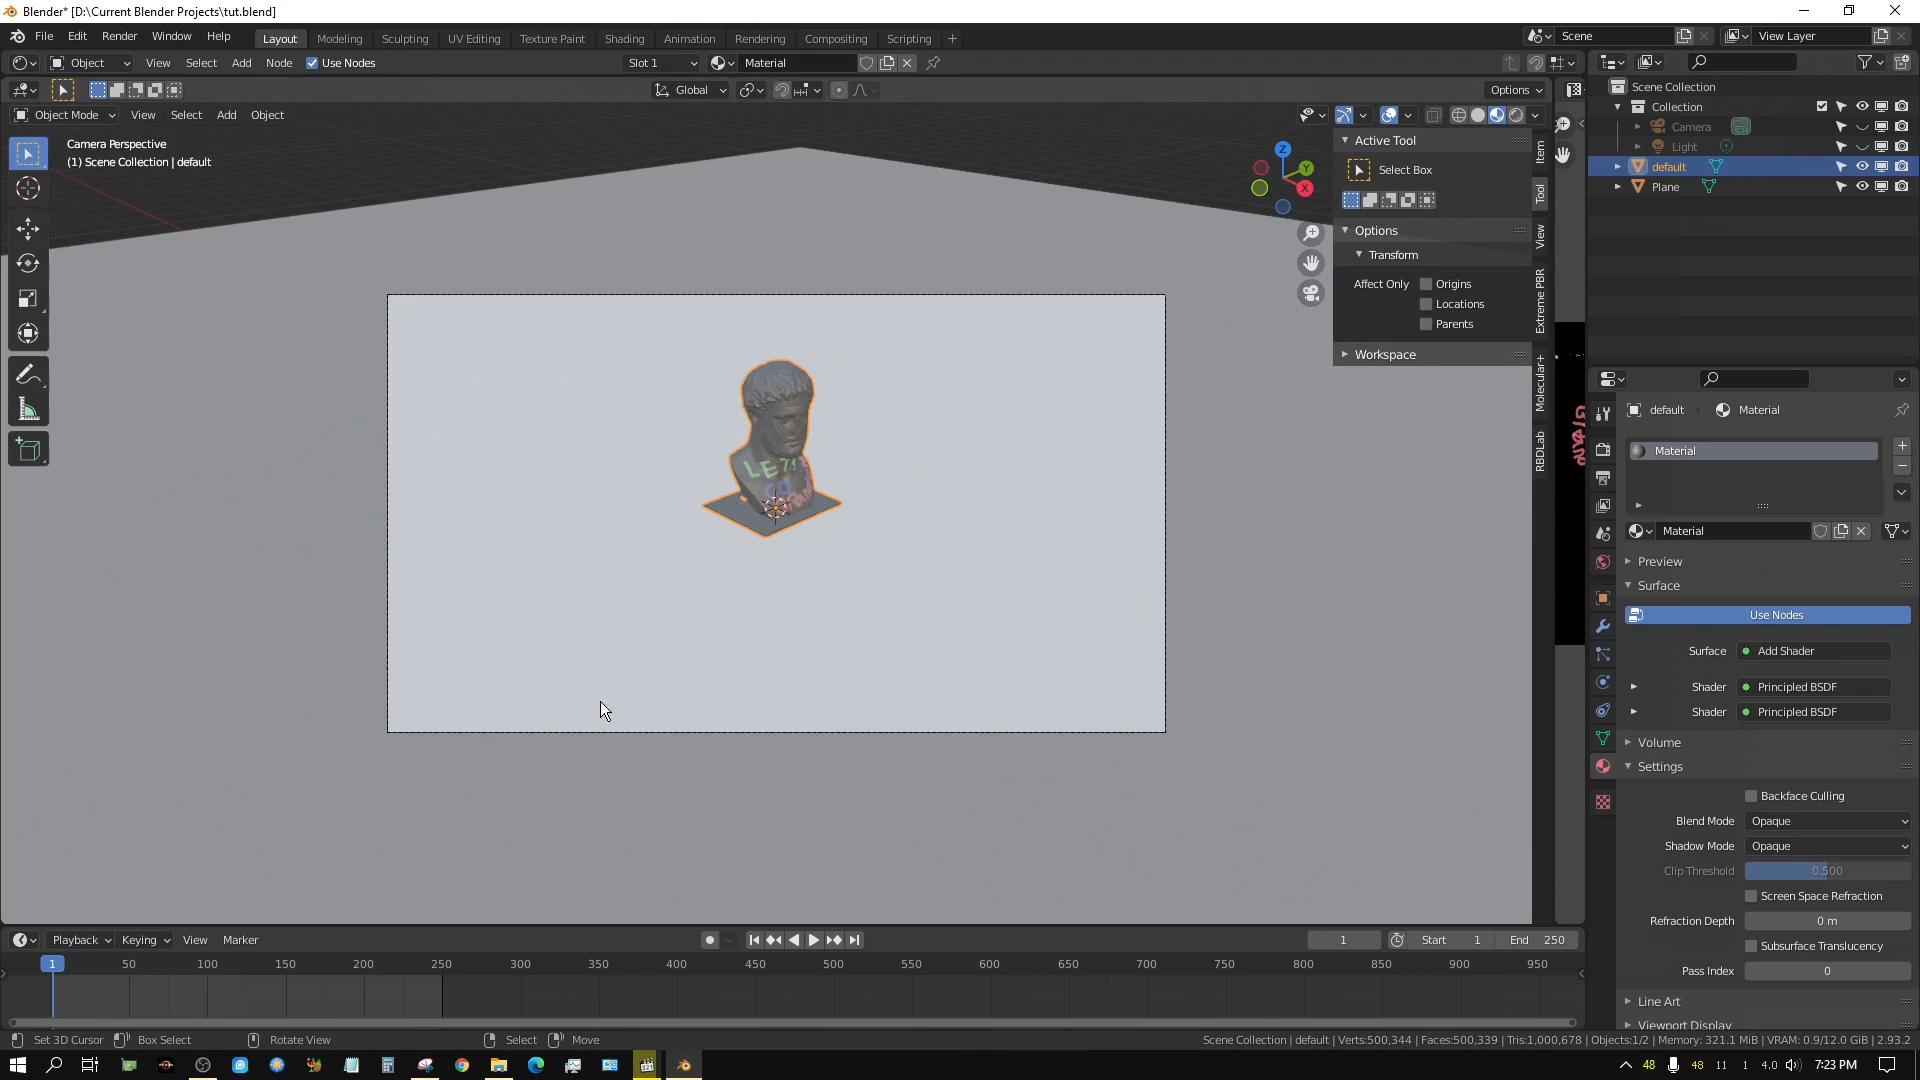 Blender* [D:\Current Blender Projects\tut.blend]
File Edit Render Window Help Layout Modeling Sculpting UV Editing Texture Paint Shading Animation Rendering Compositing Scripting + Scene View Layer
Object View Select Add Node Use Nodes Slot 1 Material
Global Options
Object Mode View Select Add Object
Camera Perspective
(1) Scene Collection | default
Z
Y
X
Active Tool
Select Box
Options
Transform
Affect Only Origins
Locations
Parents
Workspace
Item
Tool
View
Extreme PBR
Molecular+
RBDLab
LETS
GO
Scene Collection
Collection
Camera
Light
default
Plane
default Material
Material
Material
Preview
Surface
Use Nodes
Surface Add Shader
Shader Principled BSDF
Shader Principled BSDF
Volume
Settings
Backface Culling
Blend Mode Opaque
Shadow Mode Opaque
Clip Threshold 0.500
Screen Space Refraction
Refraction Depth 0 m
Subsurface Translucency
Pass Index 0
Line Art
Viewport Display
Playback Keying View Marker 1 Start 1 End 250
1 50 100 150 200 250 300 350 400 450 500 550 600 650 700 750 800 850 900 950
Set 3D Cursor Box Select Rotate View Select Move Scene Collection | default | Verts:500,344 | Faces:500,339 | Tris:1,000,678 | Objects:1/2 | Memory: 321.1 MiB | VRAM: 0.9/12.0 GiB | 2.93.2
48 48 11 1 4.0 7:23 PM